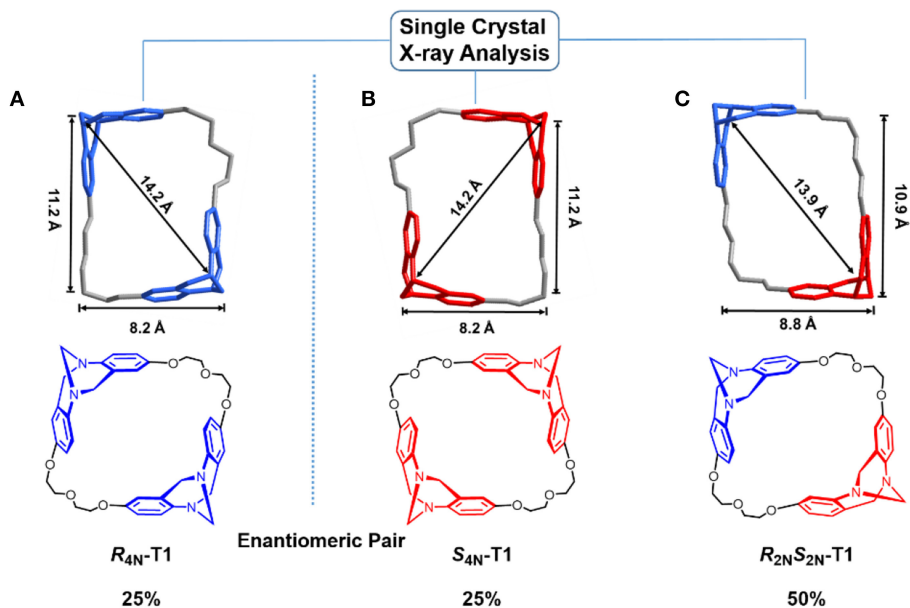 Single Crystal
X-ray Analysis
A
B
C
11.2 Å
14.2 Å
8.2 Å
14.2 Å
11.2 Å
8.2 Å
13.9 Å
10.9 Å
8.8 Å
N
N
O
O
O
N
N
O
O
O
N
N
O
O
O
N
N
O
O
O
N
N
O
O
O
N
N
O
O
O
Enantiomeric Pair
R4N-T1
S4N-T1
R2NS2N-T1
25%
25%
50%